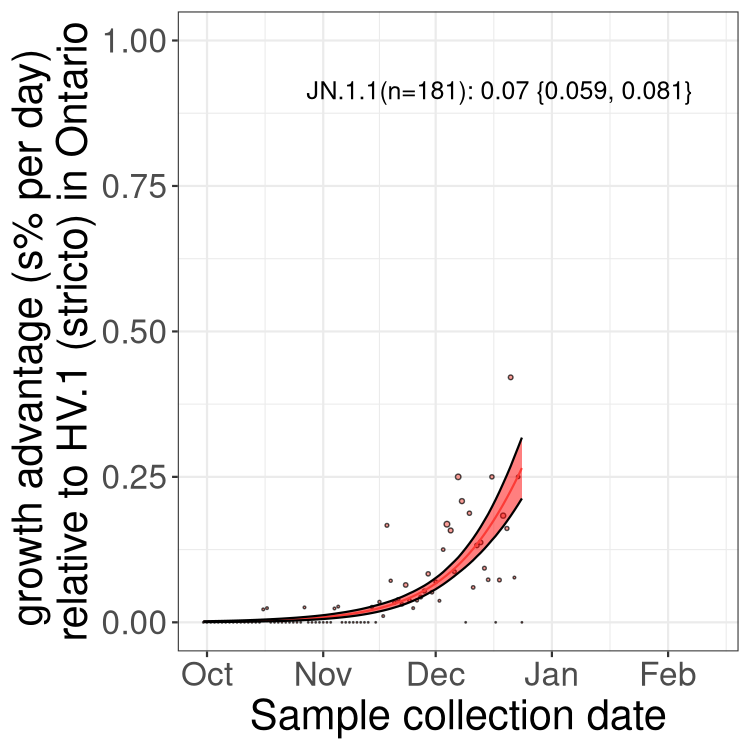 growth advantage (s% per day)
relative to HV.1 (stricto) in Ontario
1.00
0.75
0.50
0.25
0.00
JN.1.1(n=181): 0.07 {0.059, 0.081}
Oct Nov Dec Jan Feb
Sample collection date